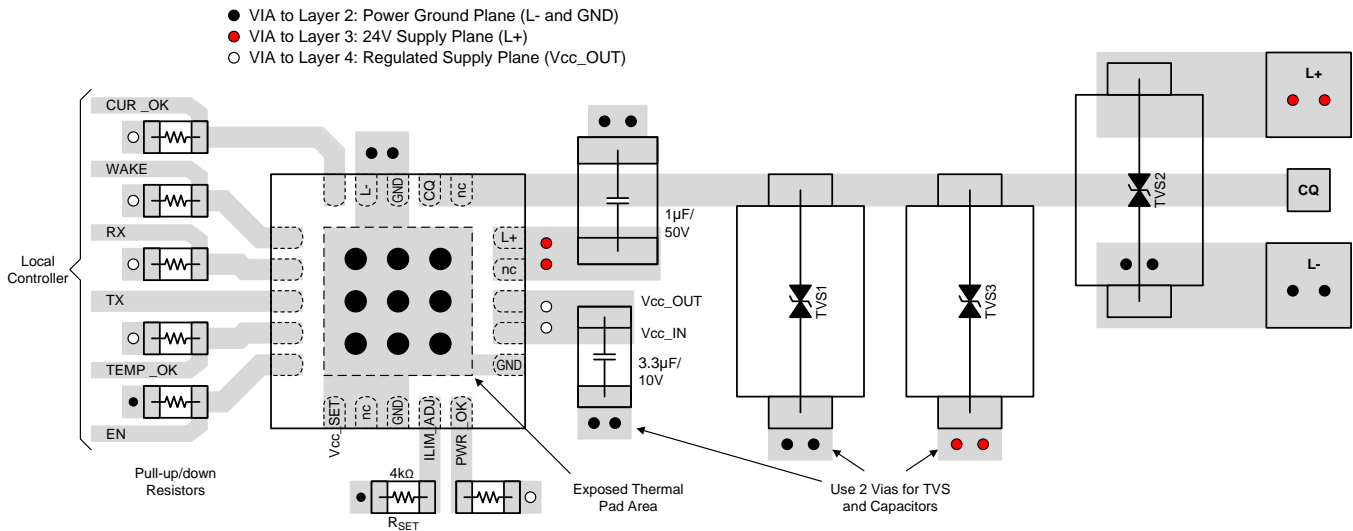 VIA to Layer 2: Power Ground Plane (L- and GND)
VIA to Layer 3: 24V Supply Plane (L+)
VIA to Layer 4: Regulated Supply Plane (Vcc_OUT)
Local
Controller
CUR _OK
WAKE
RX
TX
TEMP _OK
EN
Pull-up/down
Resistors
L-
GND
CQ
nc
L+
nc
GND
Vcc_SET
nc
GND
ILIM_ADJ
PWR _OK
4kΩ
RSET
1µF/
50V
Vcc_OUT
Vcc_IN
3.3µF/
10V
Exposed Thermal
Pad Area
Use 2 Vias for TVS
and Capacitors
TVS1
TVS3
TVS2
L+
CQ
L-